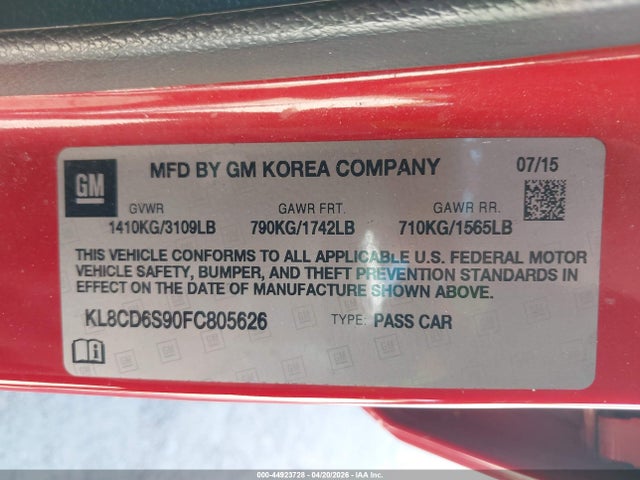 GM MFD BY GM KOREA COMPANY 07/15
GVWR GAWR FRT. GAWR RR.
1410KG/3109LB 790KG/1742LB 710KG/1565LB
THIS VEHICLE CONFORMS TO ALL APPLICABLE U.S. FEDERAL MOTOR
VEHICLE SAFETY, BUMPER, AND THEFT PREVENTION STANDARDS IN
EFFECT ON THE DATE OF MANUFACTURE SHOWN ABOVE.
KL8CD6S90FC805626 TYPE: PASS CAR
000-44923728 - 04/20/2026 - IAAI, Inc.